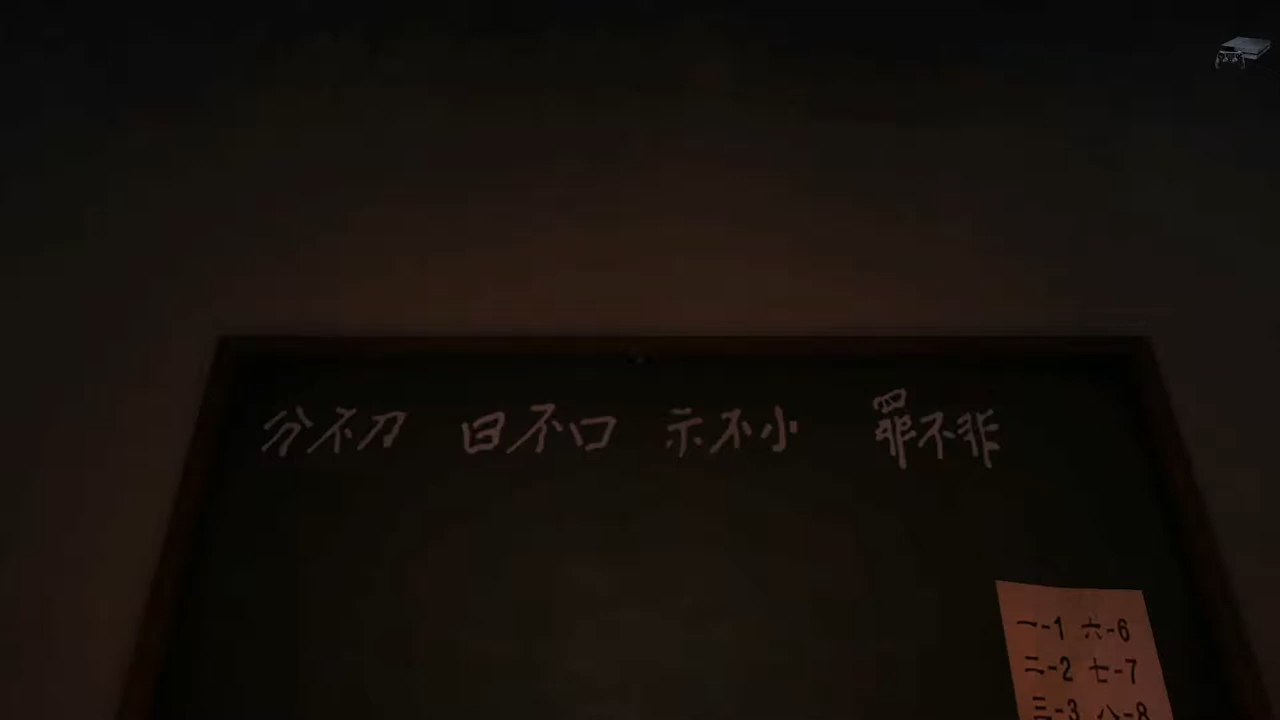 分不刀 日不口 示不小 罪不非
一-1 六-6
二-2 七-7
三-3 八-8